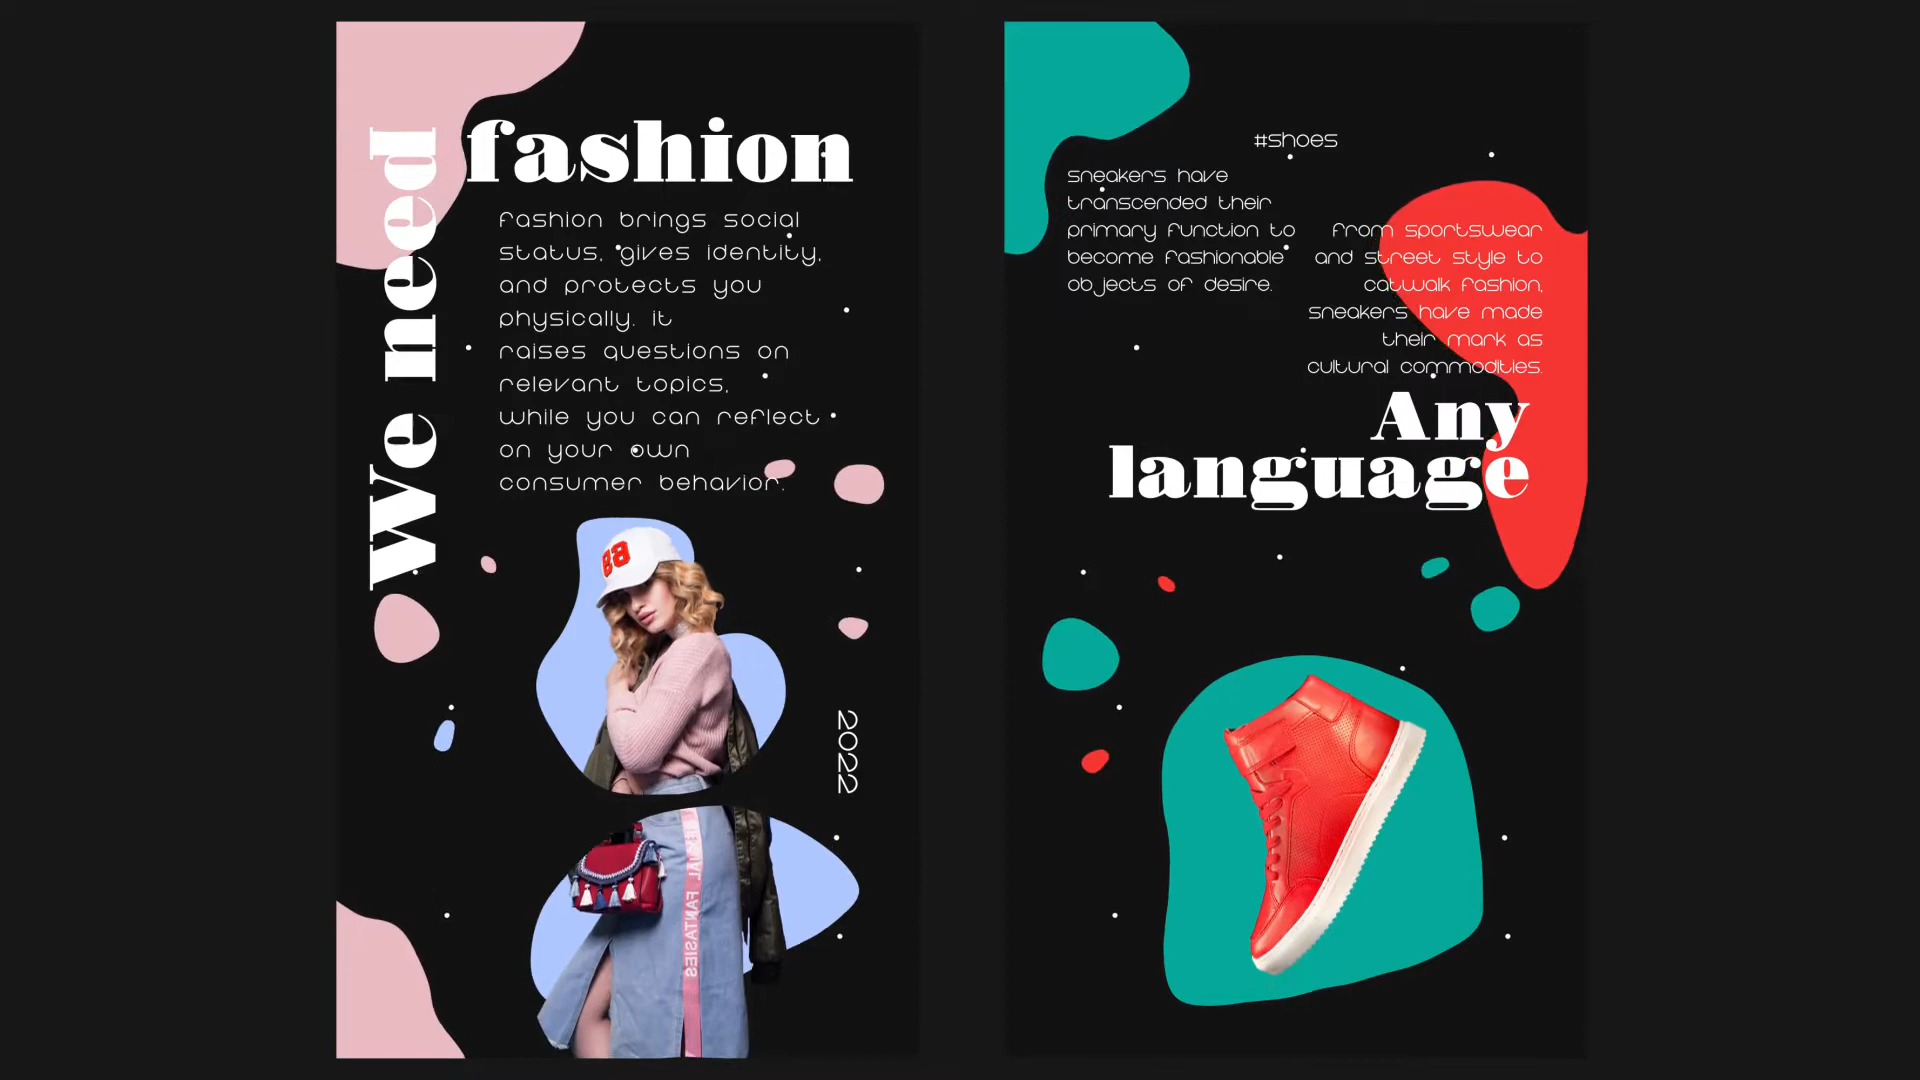 We need
fashion
Fashion brings social
status, gives identity,
and protects you
physically. it
raises questions on
relevant topics,
while you can reflect
on your own
consumer behavior.
88
2022
FANTASIES
#shoes
sneakers have
transcended their
primary function to
become fashionable
objects of desire.
from sportswear
and street style to
catwalk fashion,
sneakers have made
their mark as
cultural commodities.
Any
language